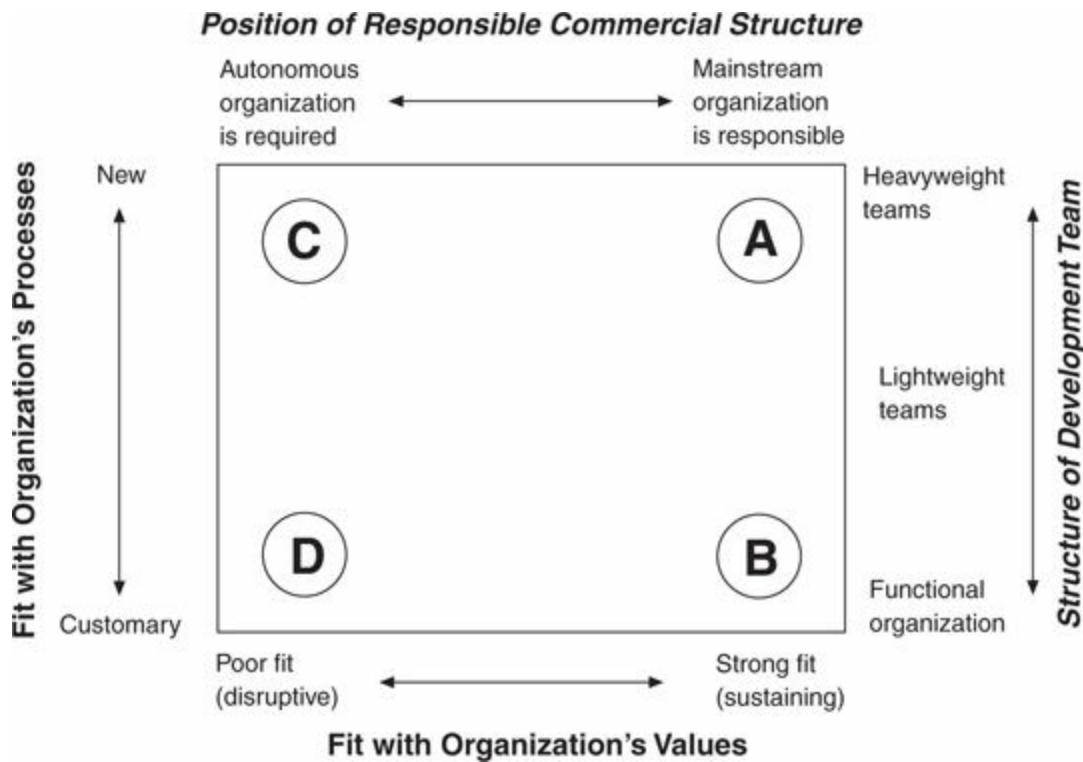 Position of Responsible Commercial Structure
Autonomous
organization
is required
Mainstream
organization
is responsible
Fit with Organization's Processes
New
Customary
C
A
D
B
Heavyweight
teams
Lightweight
teams
Functional
organization
Structure of Development Team
Poor fit
(disruptive)
Strong fit
(sustaining)
Fit with Organization's Values